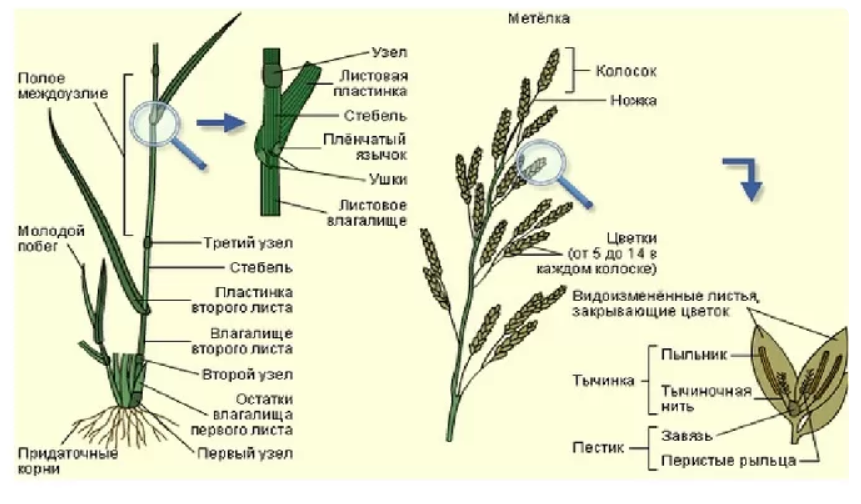 Метёлка
Полое
междоузлие
Молодой
побег
Придаточные
корни
Узел
Листовая
пластинка
Стебель
Плёнчатый
язычок
Ушки
Листовое
влагалище
Третий узел
Стебель
Пластинка
второго листа
Влагалище
второго листа
Второй узел
Остатки
влагалища
первого листа
Первый узел
Колосок
Ножка
Цветки
(от 5 до 14 в
каждом колоске)
Видоизменённые листья,
закрывающие цветок
Пыльник
Тычинка
Тычиночная
нить
Завязь
Пестик
Перистые рыльца